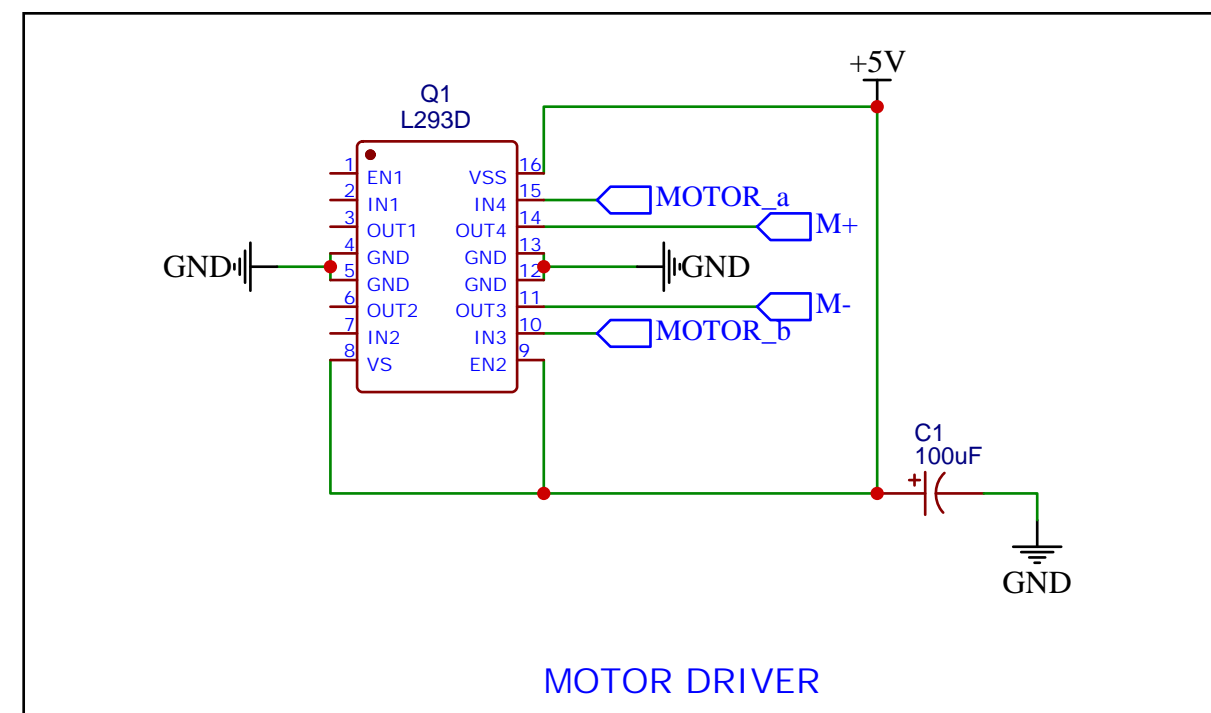 +5V
Q1
L293D
1 EN1 VSS 16
2 IN1 IN4 15 MOTOR_a
3 OUT1 OUT4 14 M+
4 GND GND 13
GND GND
5 GND GND 12
6 OUT2 OUT3 11 M-
7 IN2 IN3 10 MOTOR_b
8 VS EN2 9
C1
100uF
+
GND
MOTOR DRIVER